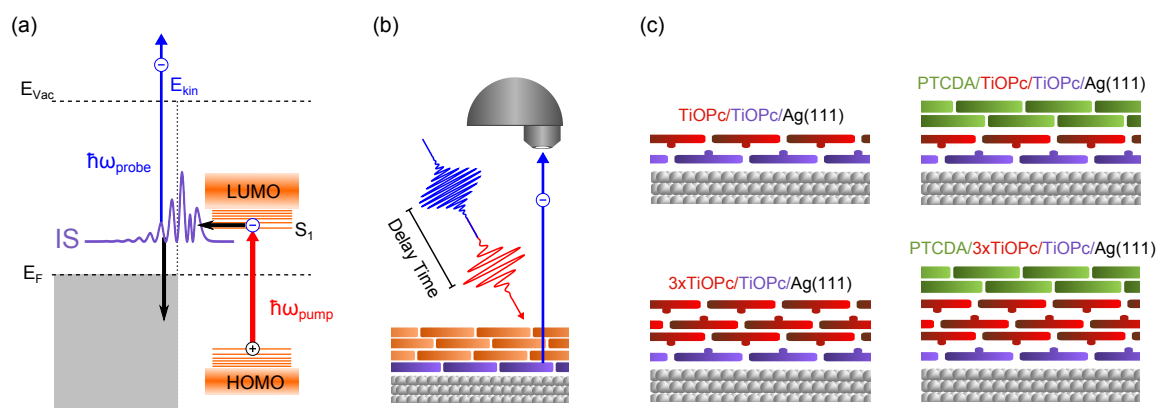 (a)
E_Vac
E_kin
ħω_probe
LUMO
IS
S_1
E_F
ħω_pump
HOMO
(b)
Delay Time
(c)
TiOPc/TiOPc/Ag(111)
PTCDA/TiOPc/TiOPc/Ag(111)
3xTiOPc/TiOPc/Ag(111)
PTCDA/3xTiOPc/TiOPc/Ag(111)